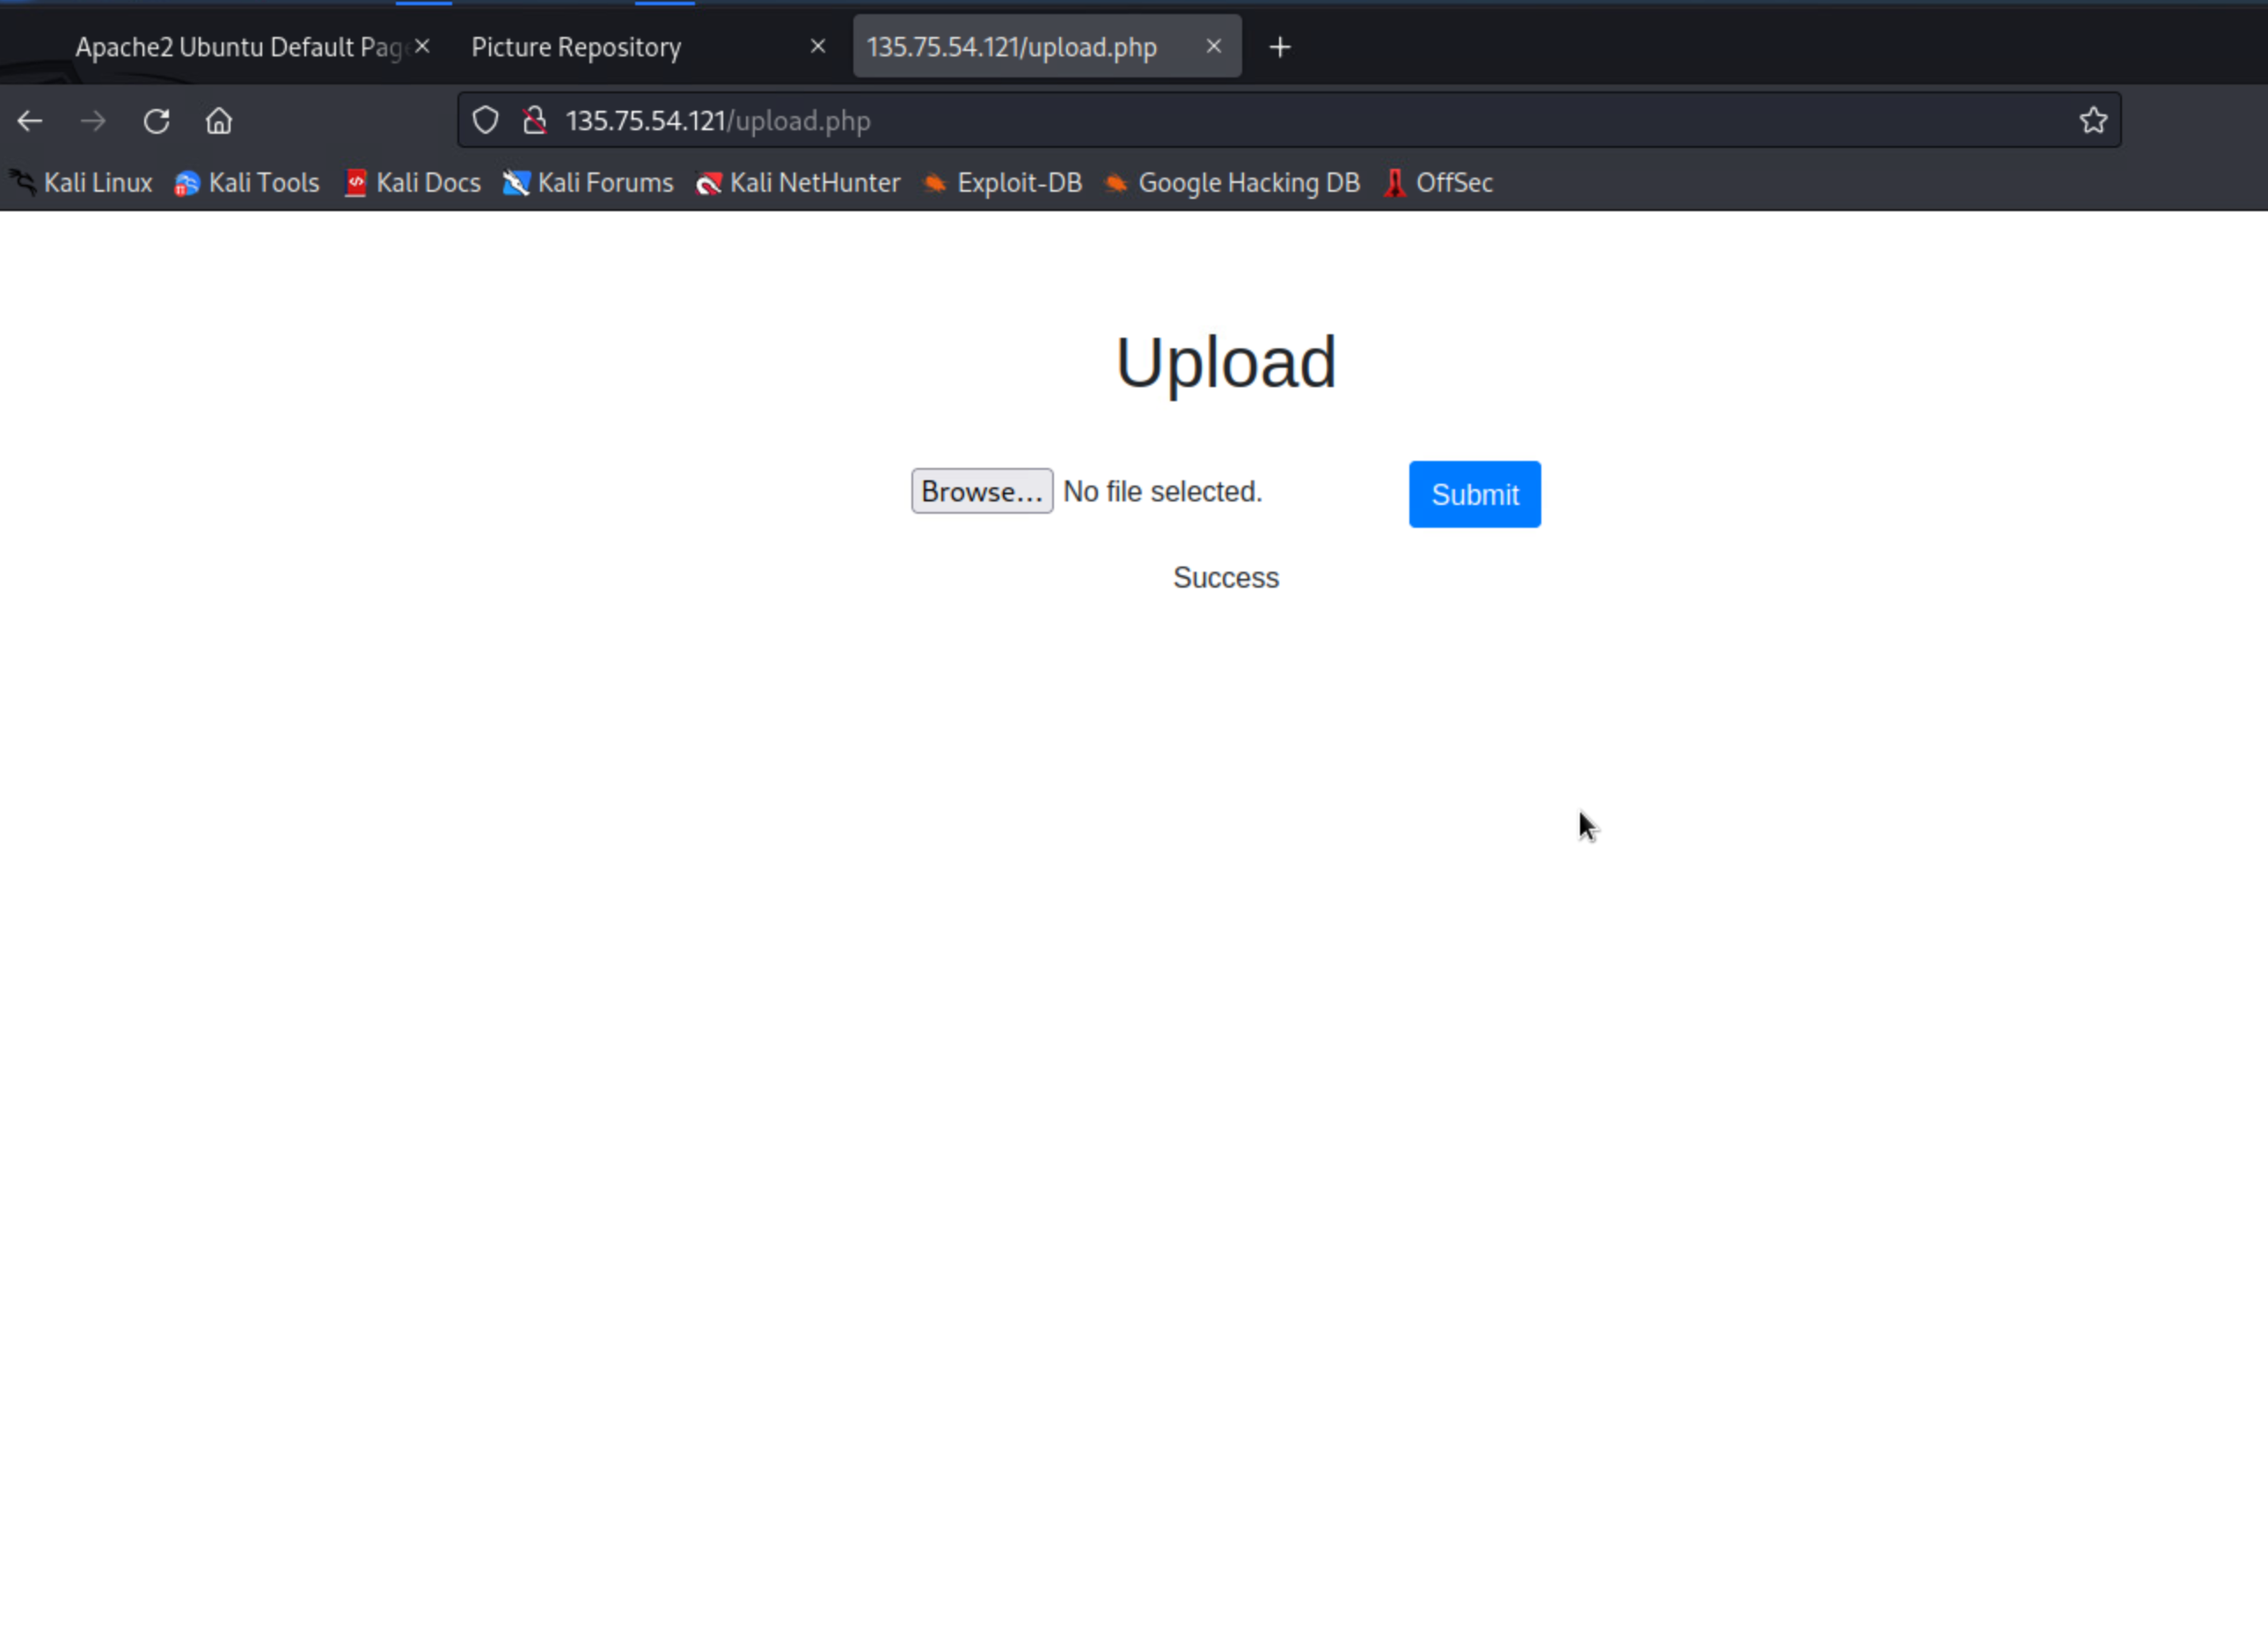 Apache2 Ubuntu Default Pag
Picture Repository
135.75.54.121/upload.php
135.75.54.121/upload.php
Kali Linux
Kali Tools
Kali Docs
Kali Forums
Kali NetHunter
Exploit-DB
Google Hacking DB
OffSec
Upload
Browse... No file selected.
Submit
Success